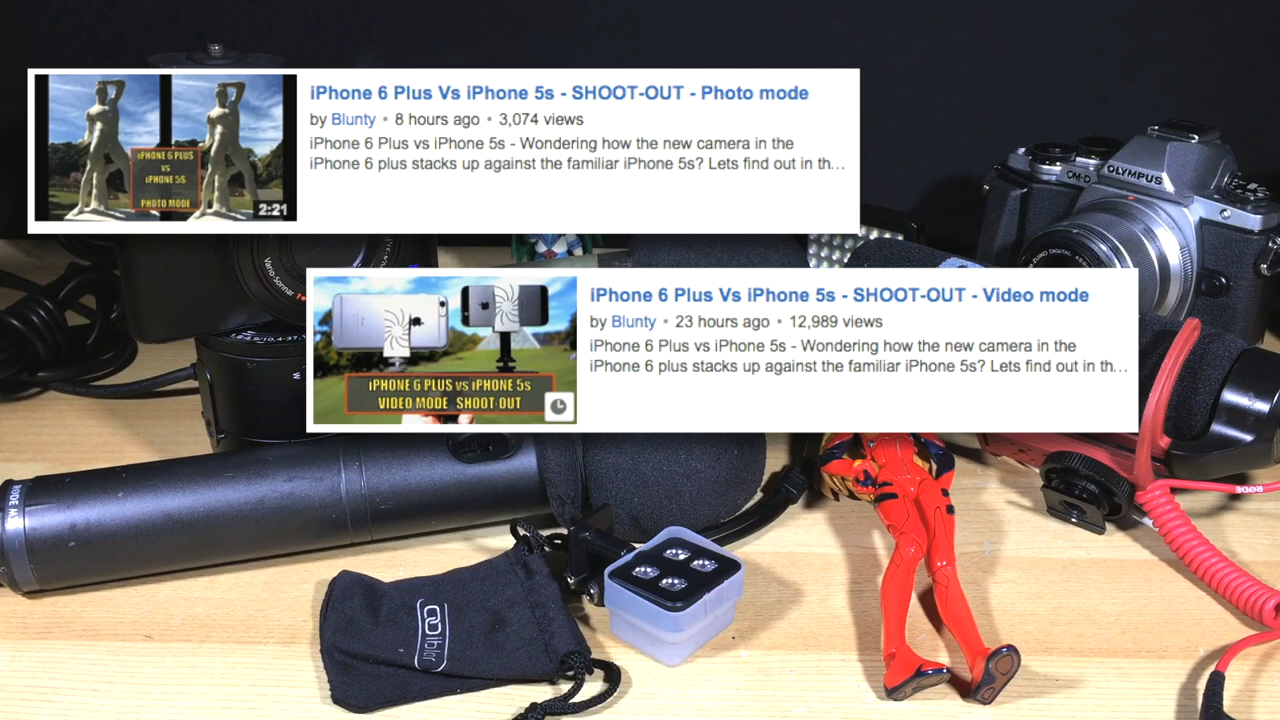 iPhone 6 Plus Vs iPhone 5s - SHOOT-OUT - Photo mode
by Blunty • 8 hours ago • 3,074 views
iPhone 6 Plus vs iPhone 5s - Wondering how the new camera in the
iPhone 6 plus stacks up against the familiar iPhone 5s? Lets find out in th...
iPHONE 6 PLUS
vs
iPHONE 5S
PHOTO MODE
2:21
OM-D
OLYMPUS
Vario-Sonnar
iPhone 6 Plus Vs iPhone 5s - SHOOT-OUT - Video mode
by Blunty • 23 hours ago • 12,989 views
iPhone 6 Plus vs iPhone 5s - Wondering how the new camera in the
iPhone 6 plus stacks up against the familiar iPhone 5s? Lets find out in th...
iPHONE 6 PLUS vs iPHONE 5s
VIDEO MODE SHOOT-OUT
RODE
RØDE
iblazr